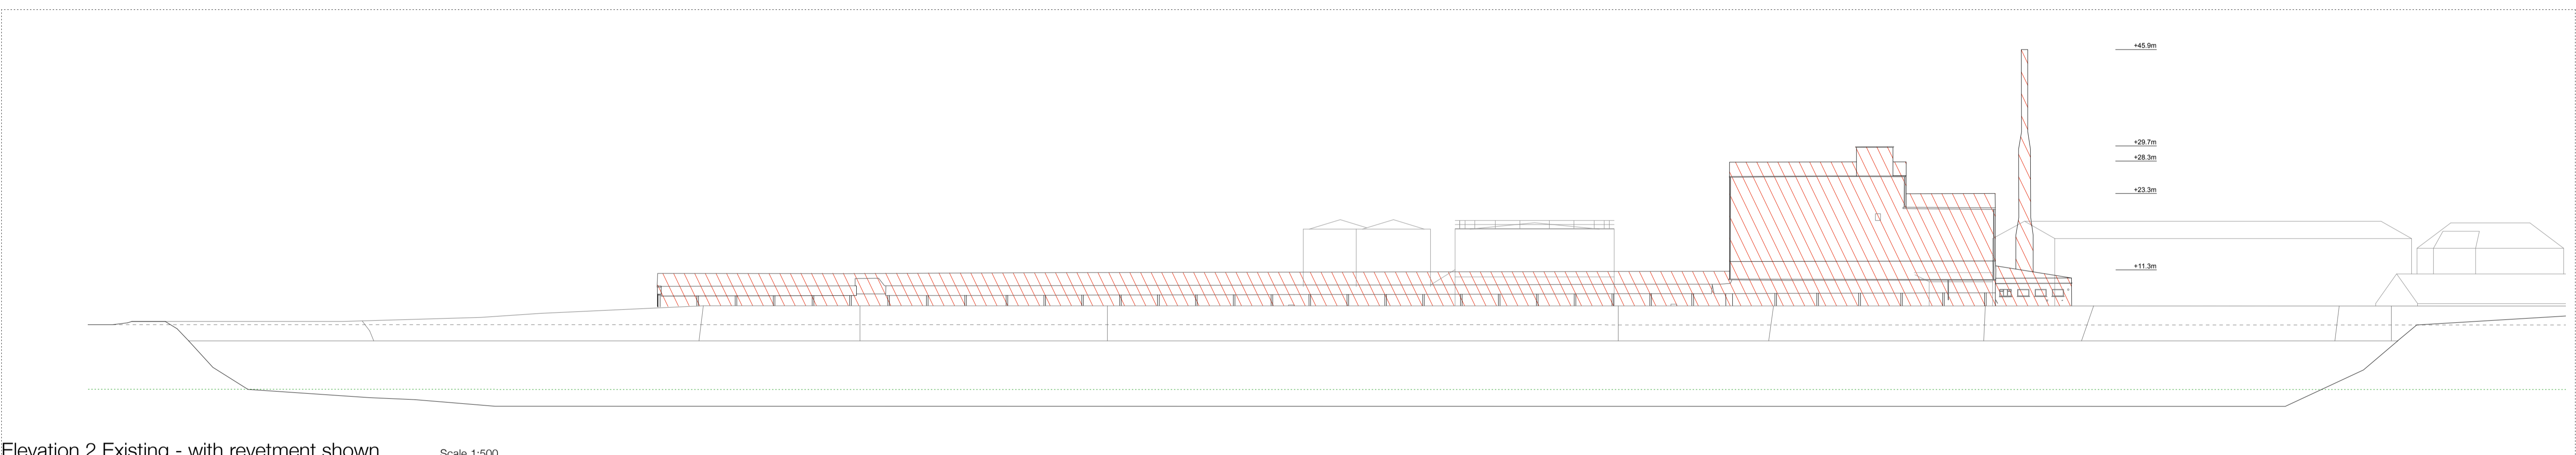 +45.9m
+29.7m
+28.3m
+23.3m
+11.3m
Elevation 2 Existing - with revetment shown
Scale 1:500